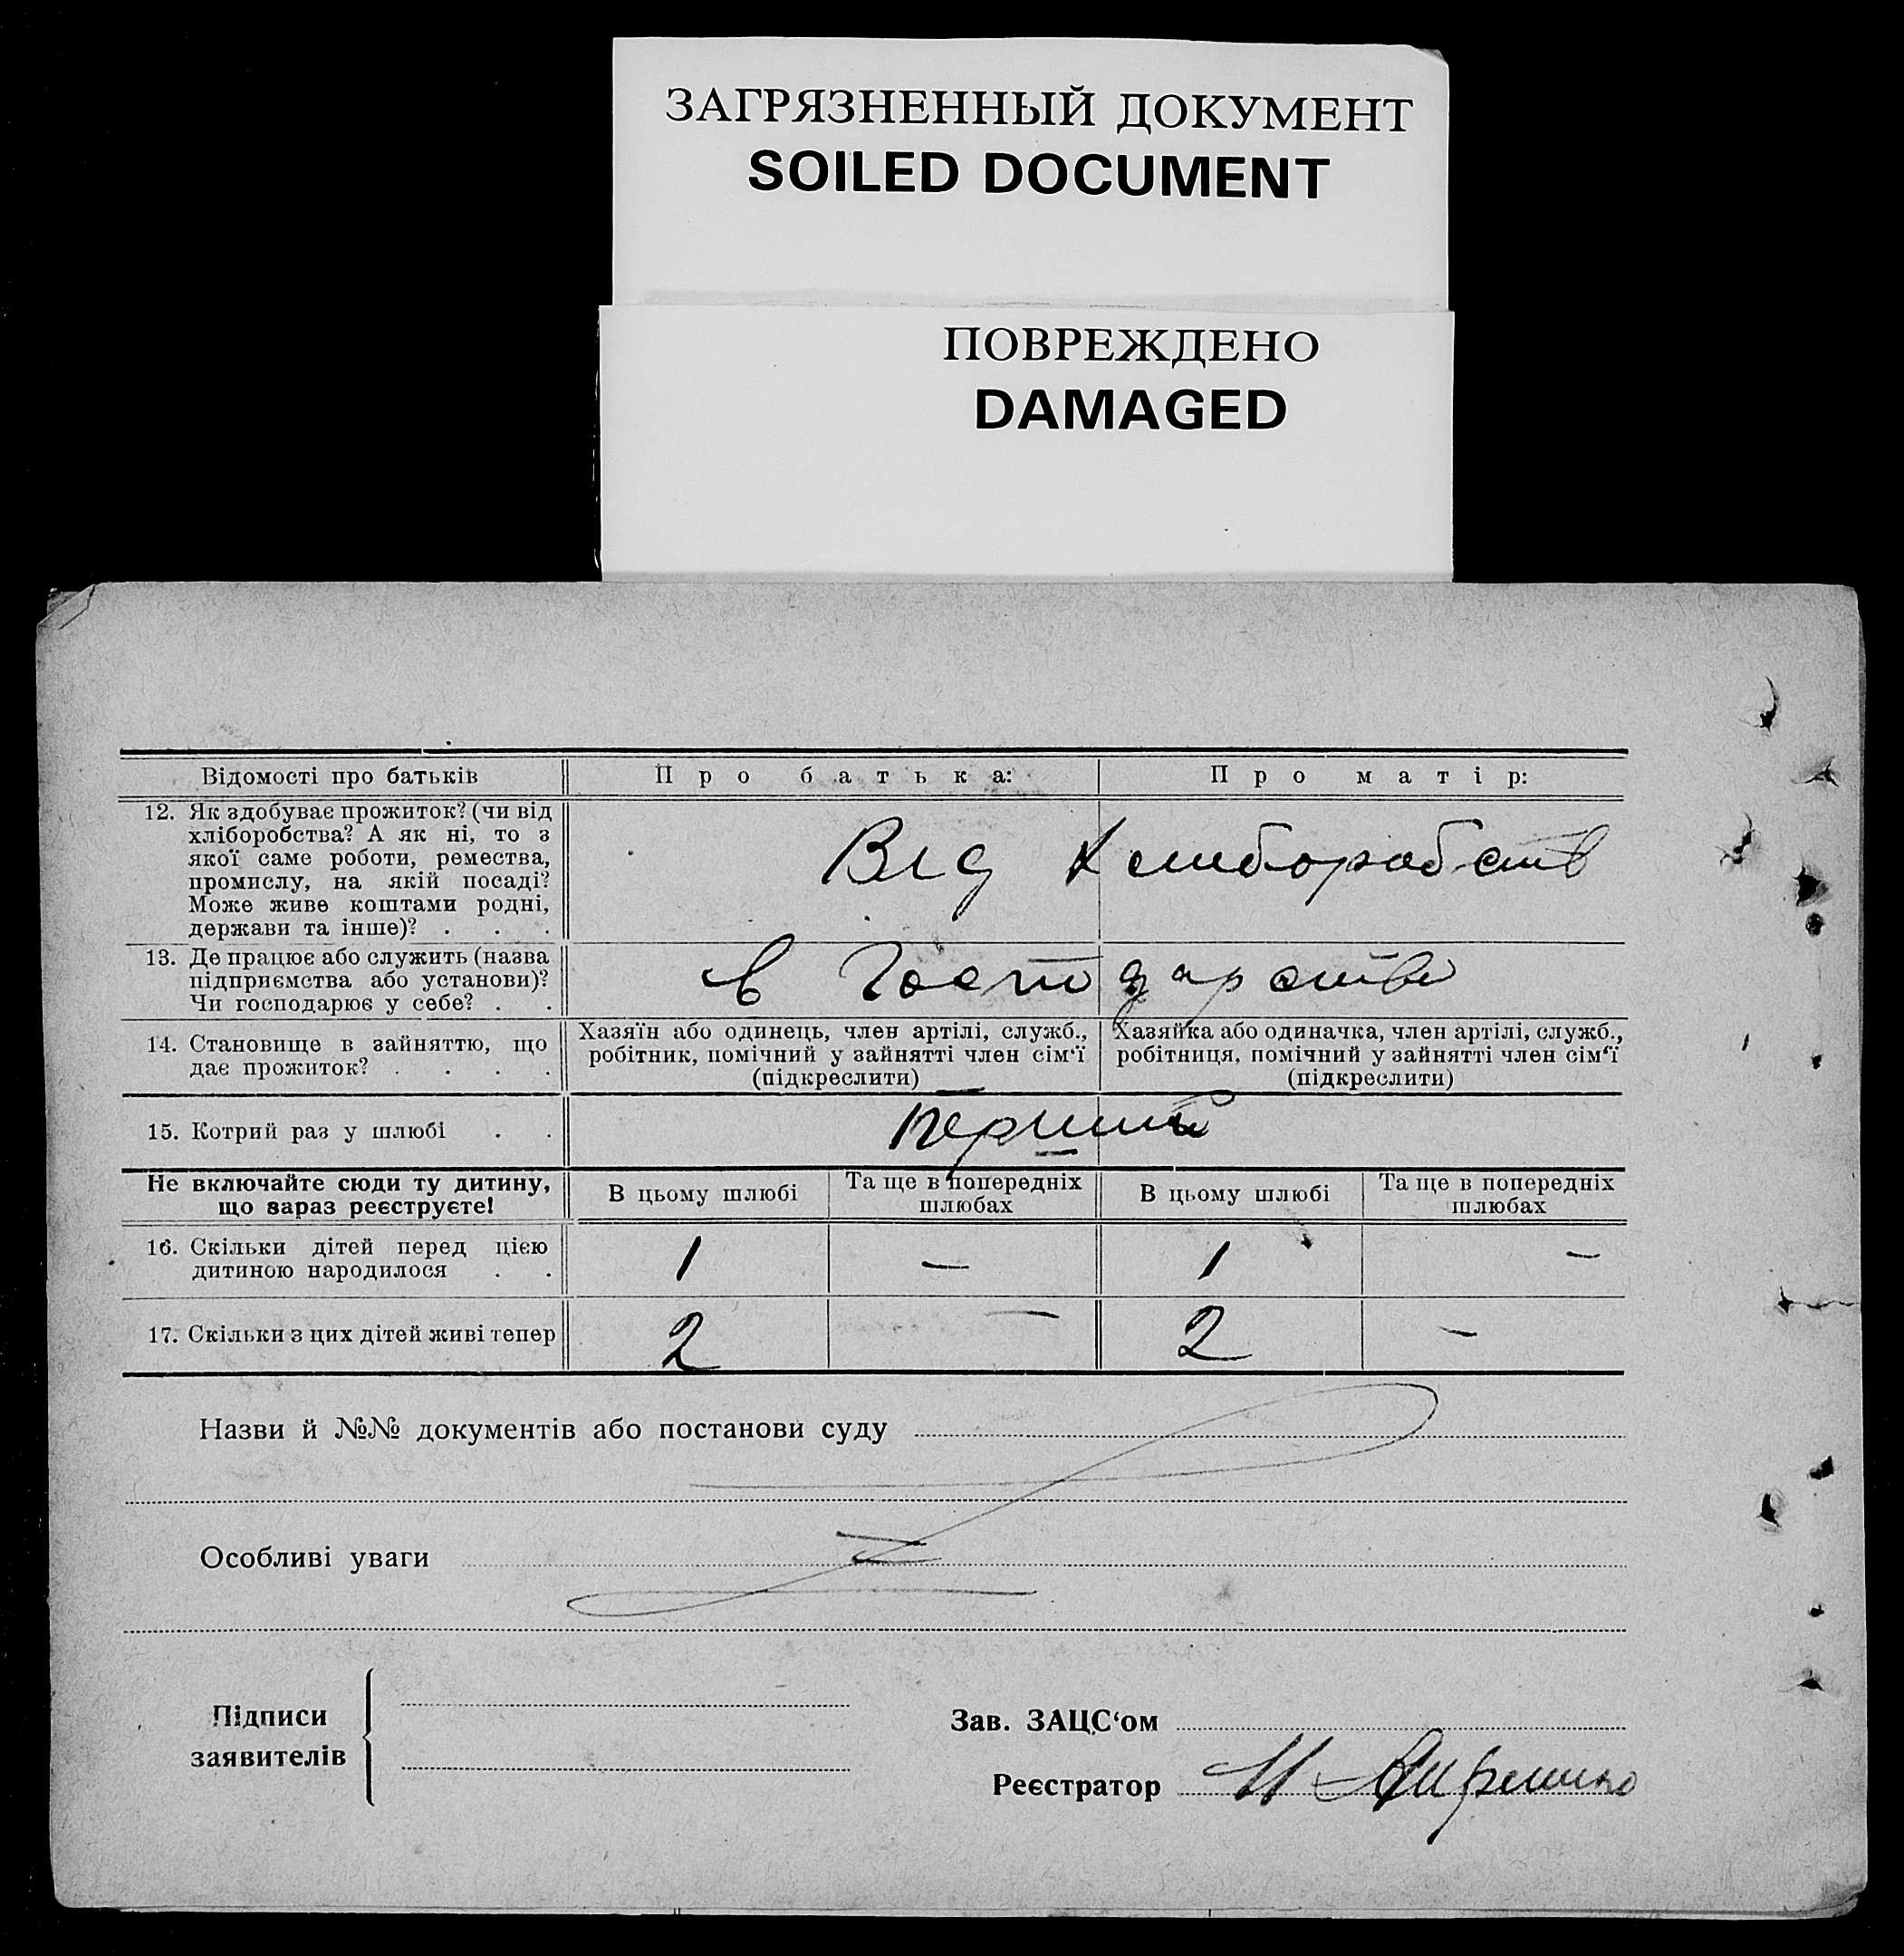 ЗАГРЯЗНЕННЫЙ ДОКУМЕНТ
SOILED DOCUMENT
ПОВРЕЖДЕНО
DAMAGED
Відомості про батьків Про батька: Про матір:
12. Як здобуває прожиток? (чи від
хліборобства? А як ні, то з
якої саме роботи, ремества,
промислу, на якій посаді?
Може живе коштами родні,
держави та інше)? . . .
Від
13. Де працює або служить (назва
підприємства або установи)?
Чи господарює у себе? . .
в Господарстві
14. Становище в зайняттю, що
дає прожиток? . . . .
Хазяїн або одинець, член артілі, служб.,
робітник, помічний у зайнятті член сім'ї
(підкреслити)
Хазяйка або одиначка, член артілі, служб.,
робітниця, помічний у зайнятті член сім'ї
(підкреслити)
15. Котрий раз у шлюбі . .
перший
Не включайте сюди ту дитину,
що зараз реєструєте!
В цьому шлюбі
Та ще в попередніх
шлюбах
В цьому шлюбі
Та ще в попередніх
шлюбах
16. Скільки дітей перед цією
дитиною народилося . .
1 — 1 —
17. Скільки з цих дітей живі тепер
2 — 2 —
Назви й №№ документів або постанови суду
Особливі уваги
Підписи
заявителів
Зав. ЗАЦС'ом
Реєстратор